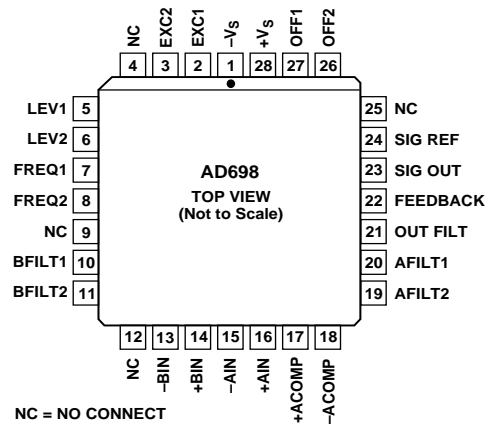 NC
EXC2
EXC1
–VS
+VS
OFF1
OFF2
4
3
2
1
28
27
26
LEV1 5
LEV2 6
FREQ1 7
FREQ2 8
NC 9
BFILT1 10
BFILT2 11
AD698
TOP VIEW
(Not to Scale)
25 NC
24 SIG REF
23 SIG OUT
22 FEEDBACK
21 OUT FILT
20 AFILT1
19 AFILT2
12
13
14
15
16
17
18
NC
–BIN
+BIN
–AIN
+AIN
+ACOMP
–ACOMP
NC = NO CONNECT